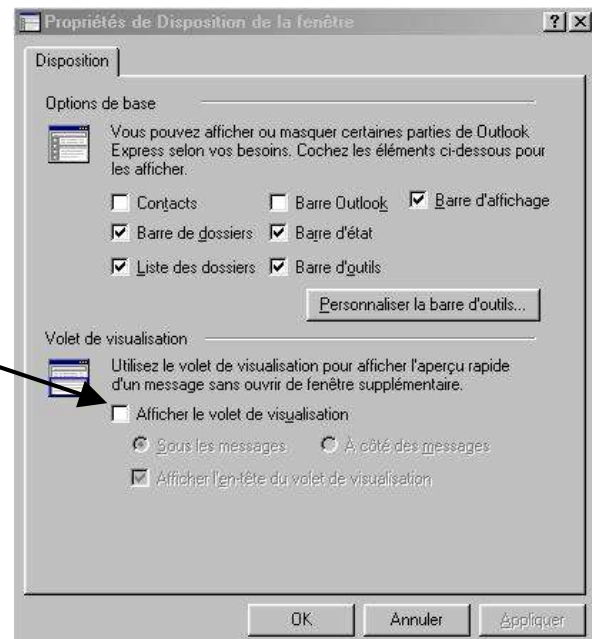 Propriétés de Disposition de la fenêtre
Disposition
Options de base
Vous pouvez afficher ou masquer certaines parties de Outlook
Express selon vos besoins. Cochez les éléments ci-dessous pour
les afficher.
Contacts Barre Outlook Barre d'affichage
Barre de dossiers Barre d'état
Liste des dossiers Barre d'outils
Personnaliser la barre d'outils...
Volet de visualisation
Utilisez le volet de visualisation pour afficher l'aperçu rapide
d'un message sans ouvrir de fenêtre supplémentaire.
Afficher le volet de visualisation
Sous les messages À côté des messages
Afficher l'en-tête du volet de visualisation
OK Annuler Appliquer